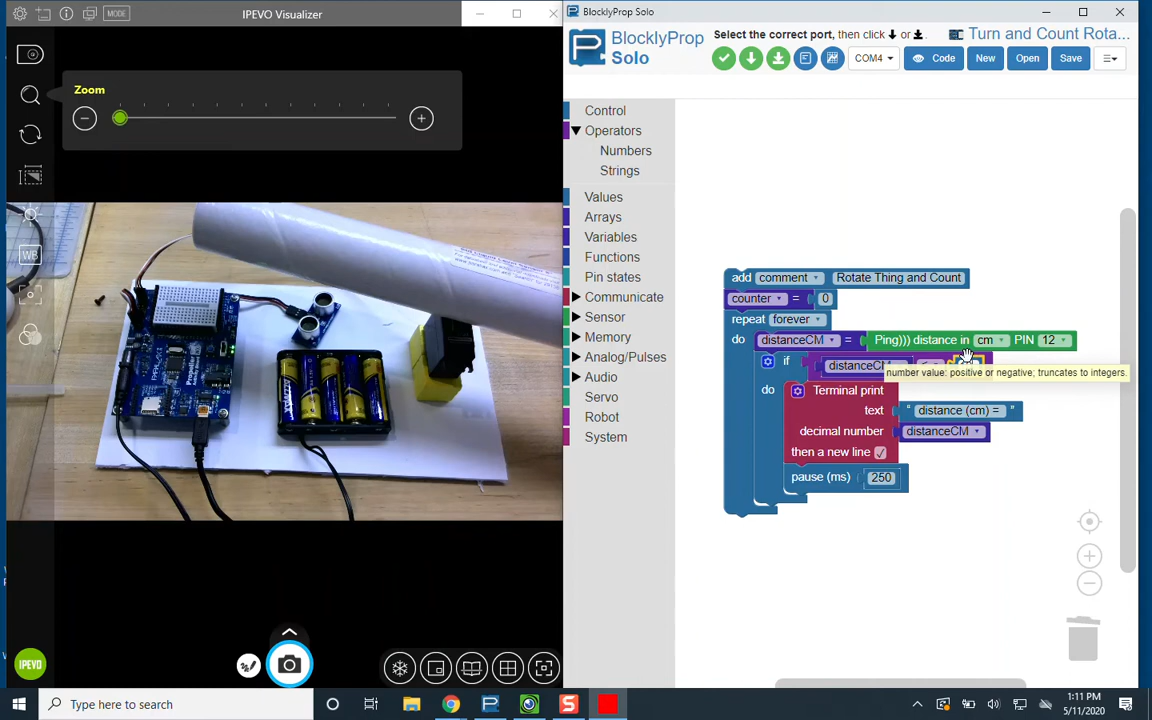 IPEVO Visualizer
MODE
Zoom
WB
IPEVO
BlocklyProp Solo
BlocklyProp
Solo
Select the correct port, then click or
Turn and Count Rota...
COM4
Code
New
Open
Save
Control
Operators
Numbers
Strings
Values
Arrays
Variables
Functions
Pin states
Communicate
Sensor
Memory
Analog/Pulses
Audio
Servo
Robot
System
add comment Rotate Thing and Count
counter = 0
repeat forever
do distanceCM = Ping))) distance in cm PIN 12
if distanceCM
number value: positive or negative; truncates to integers.
do Terminal print
text “ distance (cm) = ”
decimal number distanceCM
then a new line
pause (ms) 250
Type here to search
1:11 PM
5/11/2020